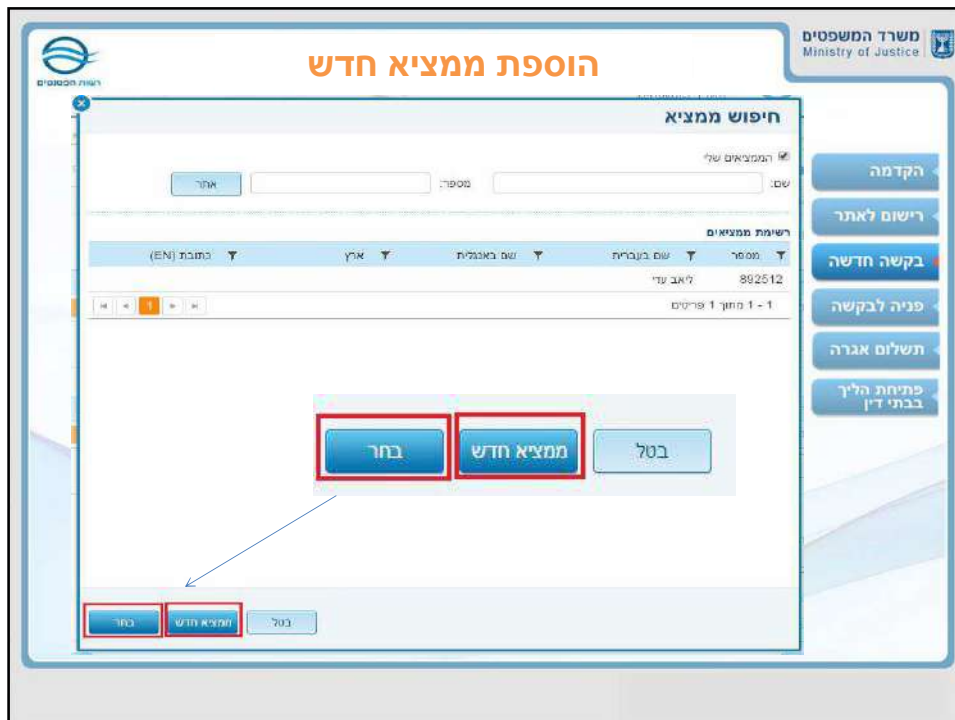 משרד המשפטים
Ministry of Justice
רשות הפטנטים
הוספת ממציא חדש
חיפוש ממציא
הממציאים שלי
שם:
מספר:
אתר
רשימת ממציאים
מספר
שם בעברית
שם באנגלית
ארץ
כתובת (EN)
892512
ליאב עדי
1 - 1 מתוך 1 פריטים
1
בחר
ממציא חדש
בטל
בחר
ממציא חדש
בטל
הקדמה
רישום לאתר
בקשה חדשה
פניה לבקשה
תשלום אגרה
פתיחת הליך
בבתי דין